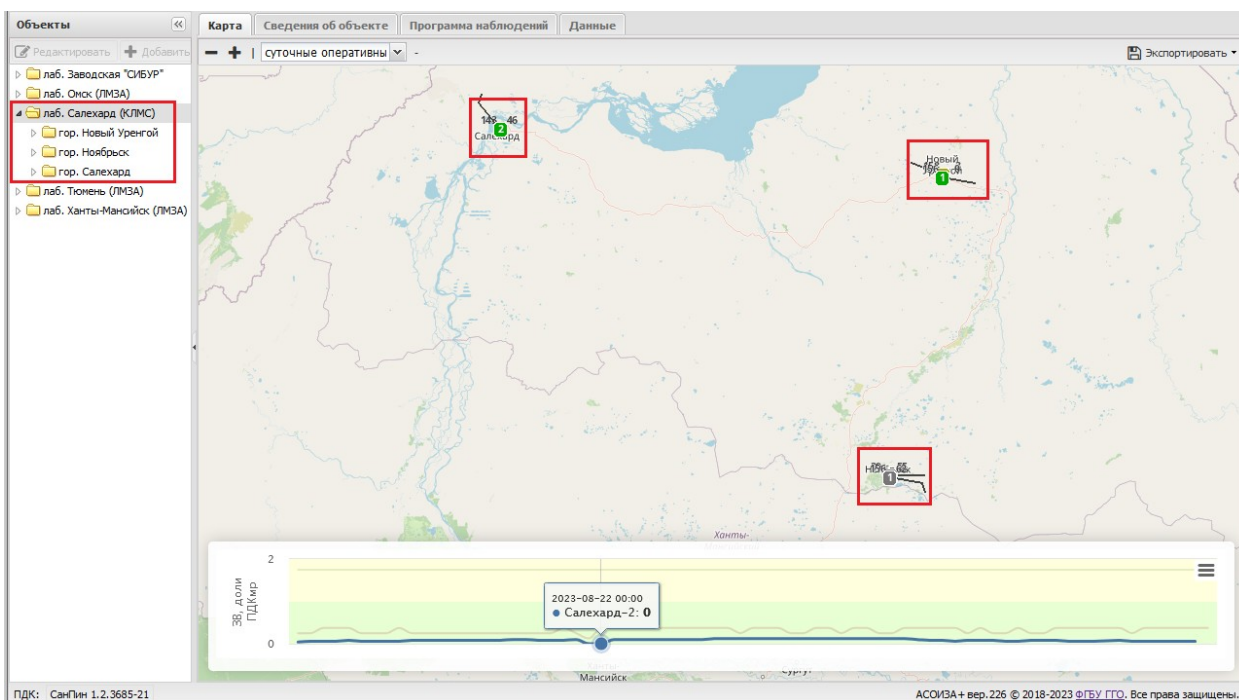 Объекты
Карта Сведения об объекте Программа наблюдений Данные
Редактировать Добавить
суточные оперативны -
Экспортировать
лаб. Заводская "СИБУР"
лаб. Омск (ЛМЗА)
лаб. Салехард (КЛМС)
гор. Новый Уренгой
гор. Ноябрьск
гор. Салехард
лаб. Тюмень (ЛМЗА)
лаб. Ханты-Мансийск (ЛМЗА)
46
2
Новый
1
1
Ханты-
2
ЗВ, доли
ПДКмр
0
2023-08-22 00:00
Салехард-2: 0
Ханты-
Мансийск
Сургут
ПДК: СанПин 1.2.3685-21
АСОИЗА+ вер.226 © 2018-2023 ФГБУ ГГО. Все права защищены.